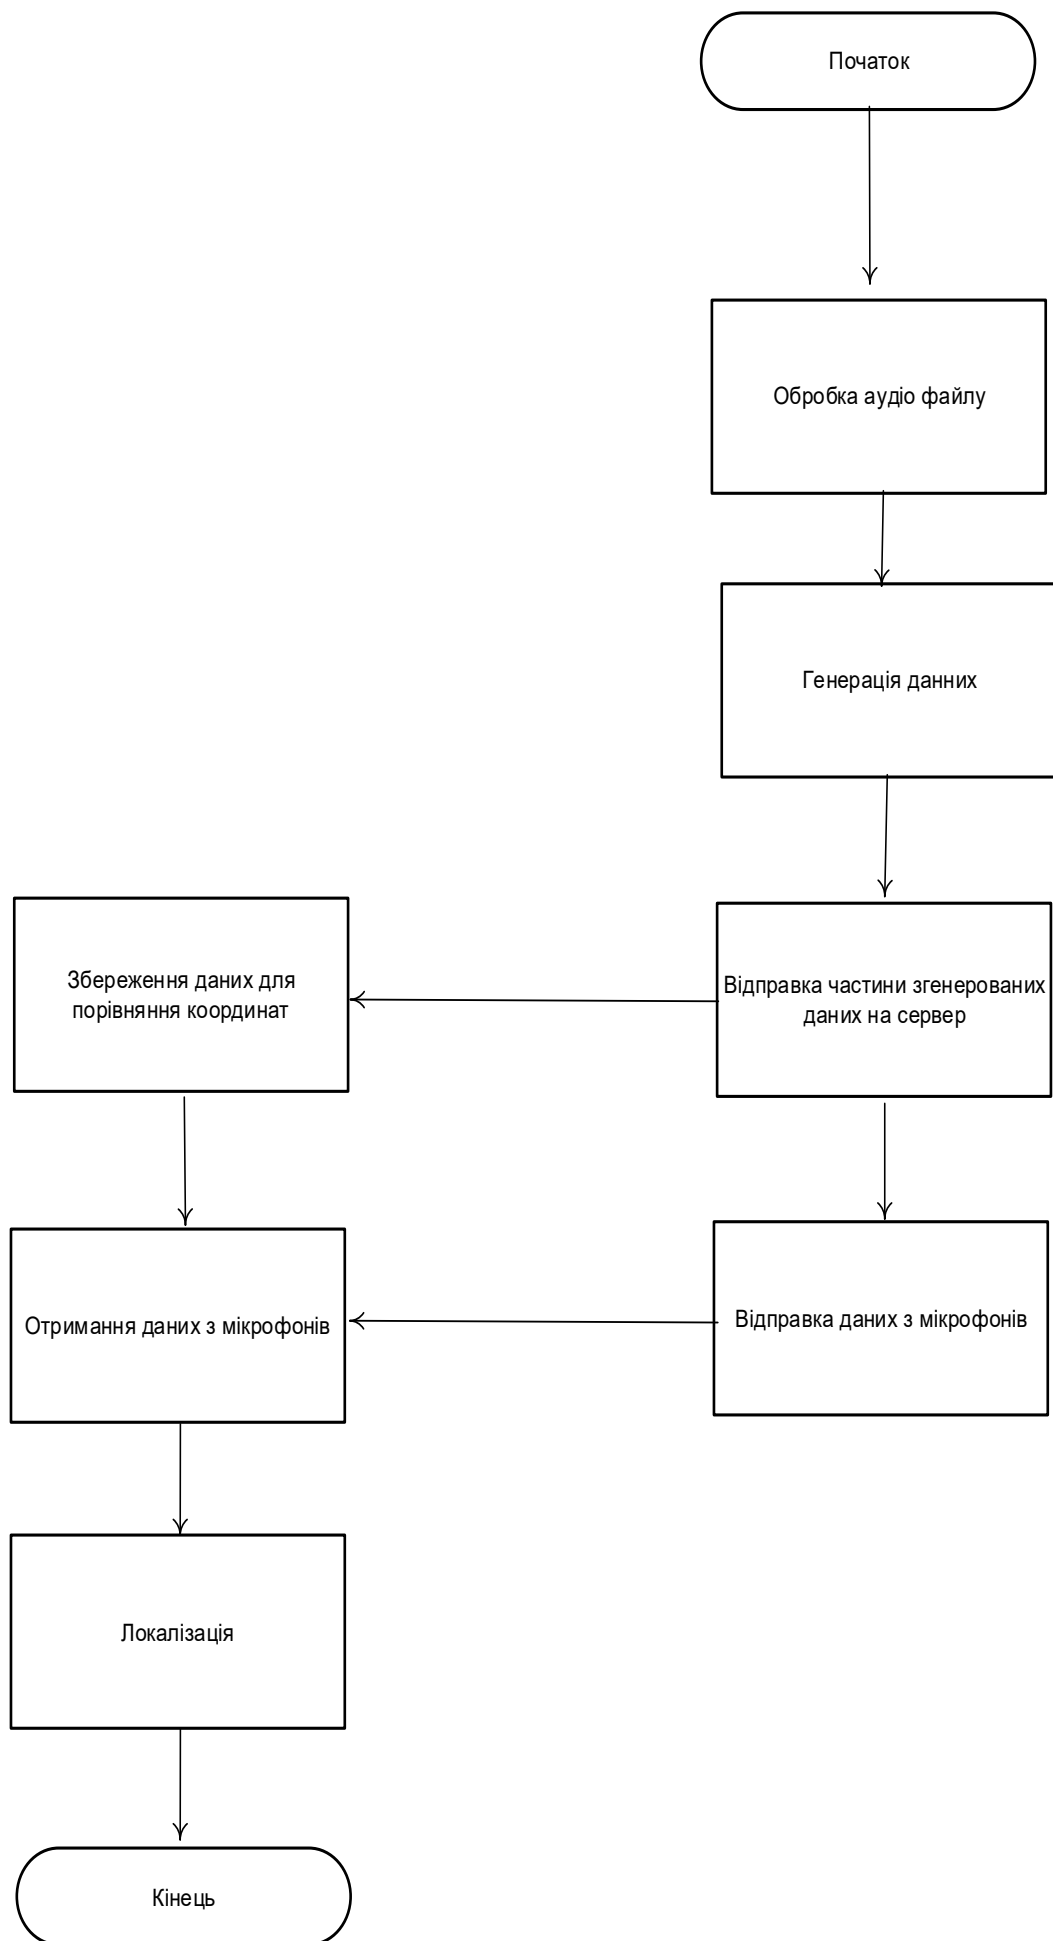 Початок
Обробка аудіо файлу
Генерація данних
Відправка частини згенерованих
даних на сервер
Збереження даних для
порівняння координат
Відправка даних з мікрофонів
Отримання даних з мікрофонів
Локалізація
Кінець